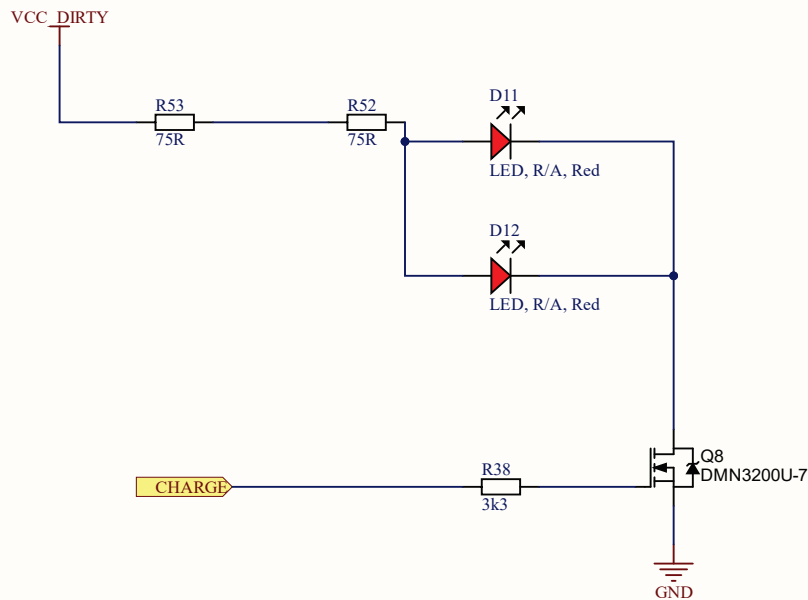 VCC_DIRTY
R53
75R
R52
75R
D11
LED, R/A, Red
D12
LED, R/A, Red
Q8
DMN3200U-7
R38
3k3
CHARGE
GND